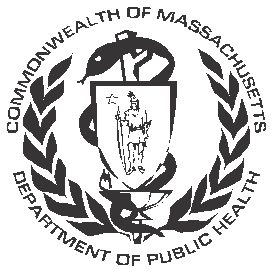 COMMONWEALTH OF MASSACHUSETTS
DEPARTMENT OF PUBLIC HEALTH